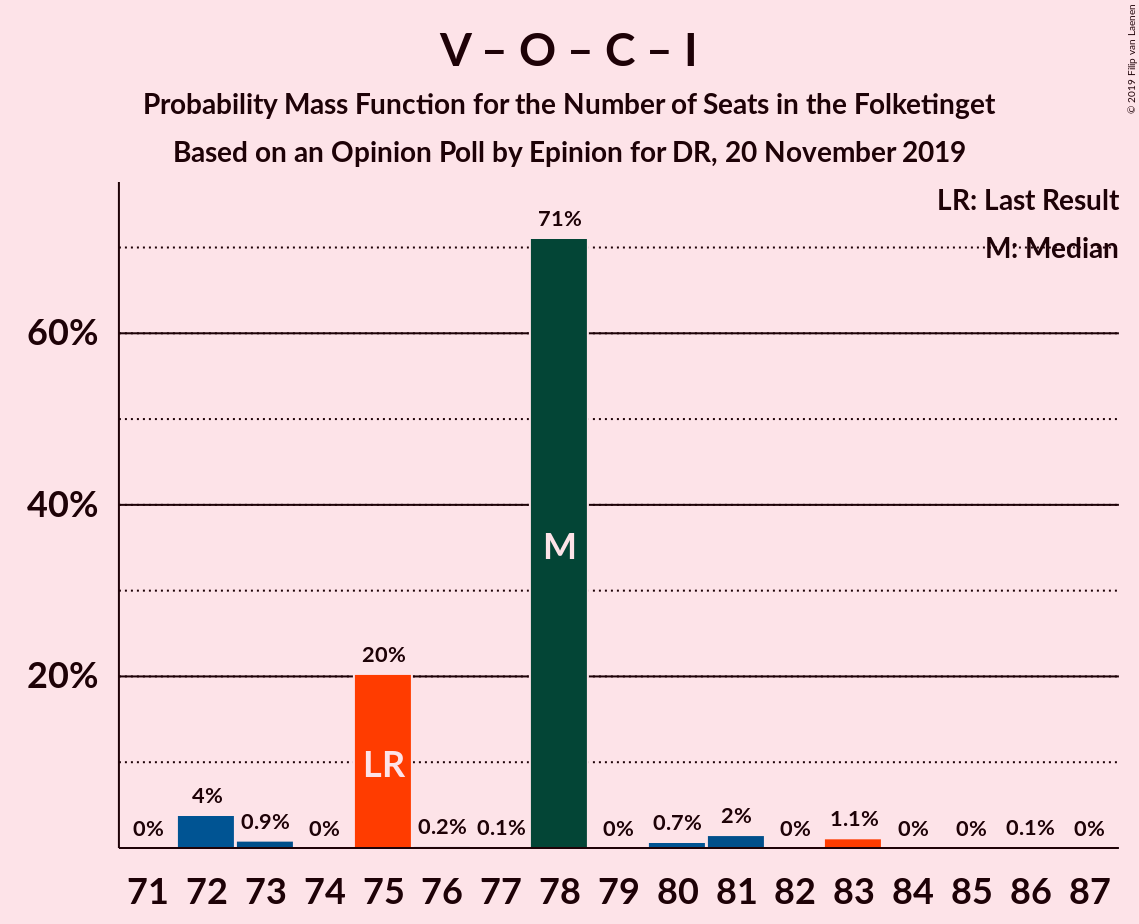 V – O – C – I
Probability Mass Function for the Number of Seats in the Folketinget
Based on an Opinion Poll by Epinion for DR, 20 November 2019
© 2019 Filip van Laenen
LR: Last Result
M: Median
60%
40%
20%
0% 4% 0.9% 0% 20% 0.2% 0.1% 71% 0% 0.7% 2% 0% 1.1% 0% 0% 0.1% 0%
M
LR
71 72 73 74 75 76 77 78 79 80 81 82 83 84 85 86 87